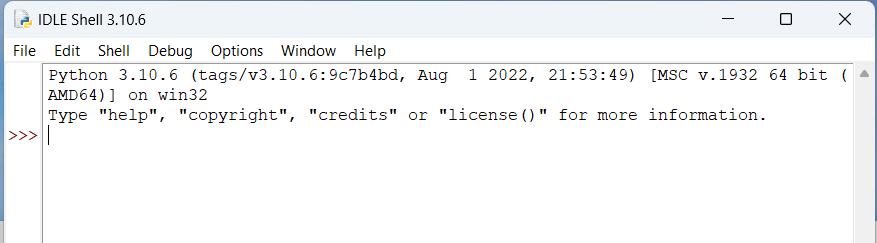 IDLE Shell 3.10.6
File Edit Shell Debug Options Window Help
Python 3.10.6 (tags/v3.10.6:9c7b4bd, Aug  1 2022, 21:53:49) [MSC v.1932 64 bit (
AMD64)] on win32
Type "help", "copyright", "credits" or "license()" for more information.
>>>